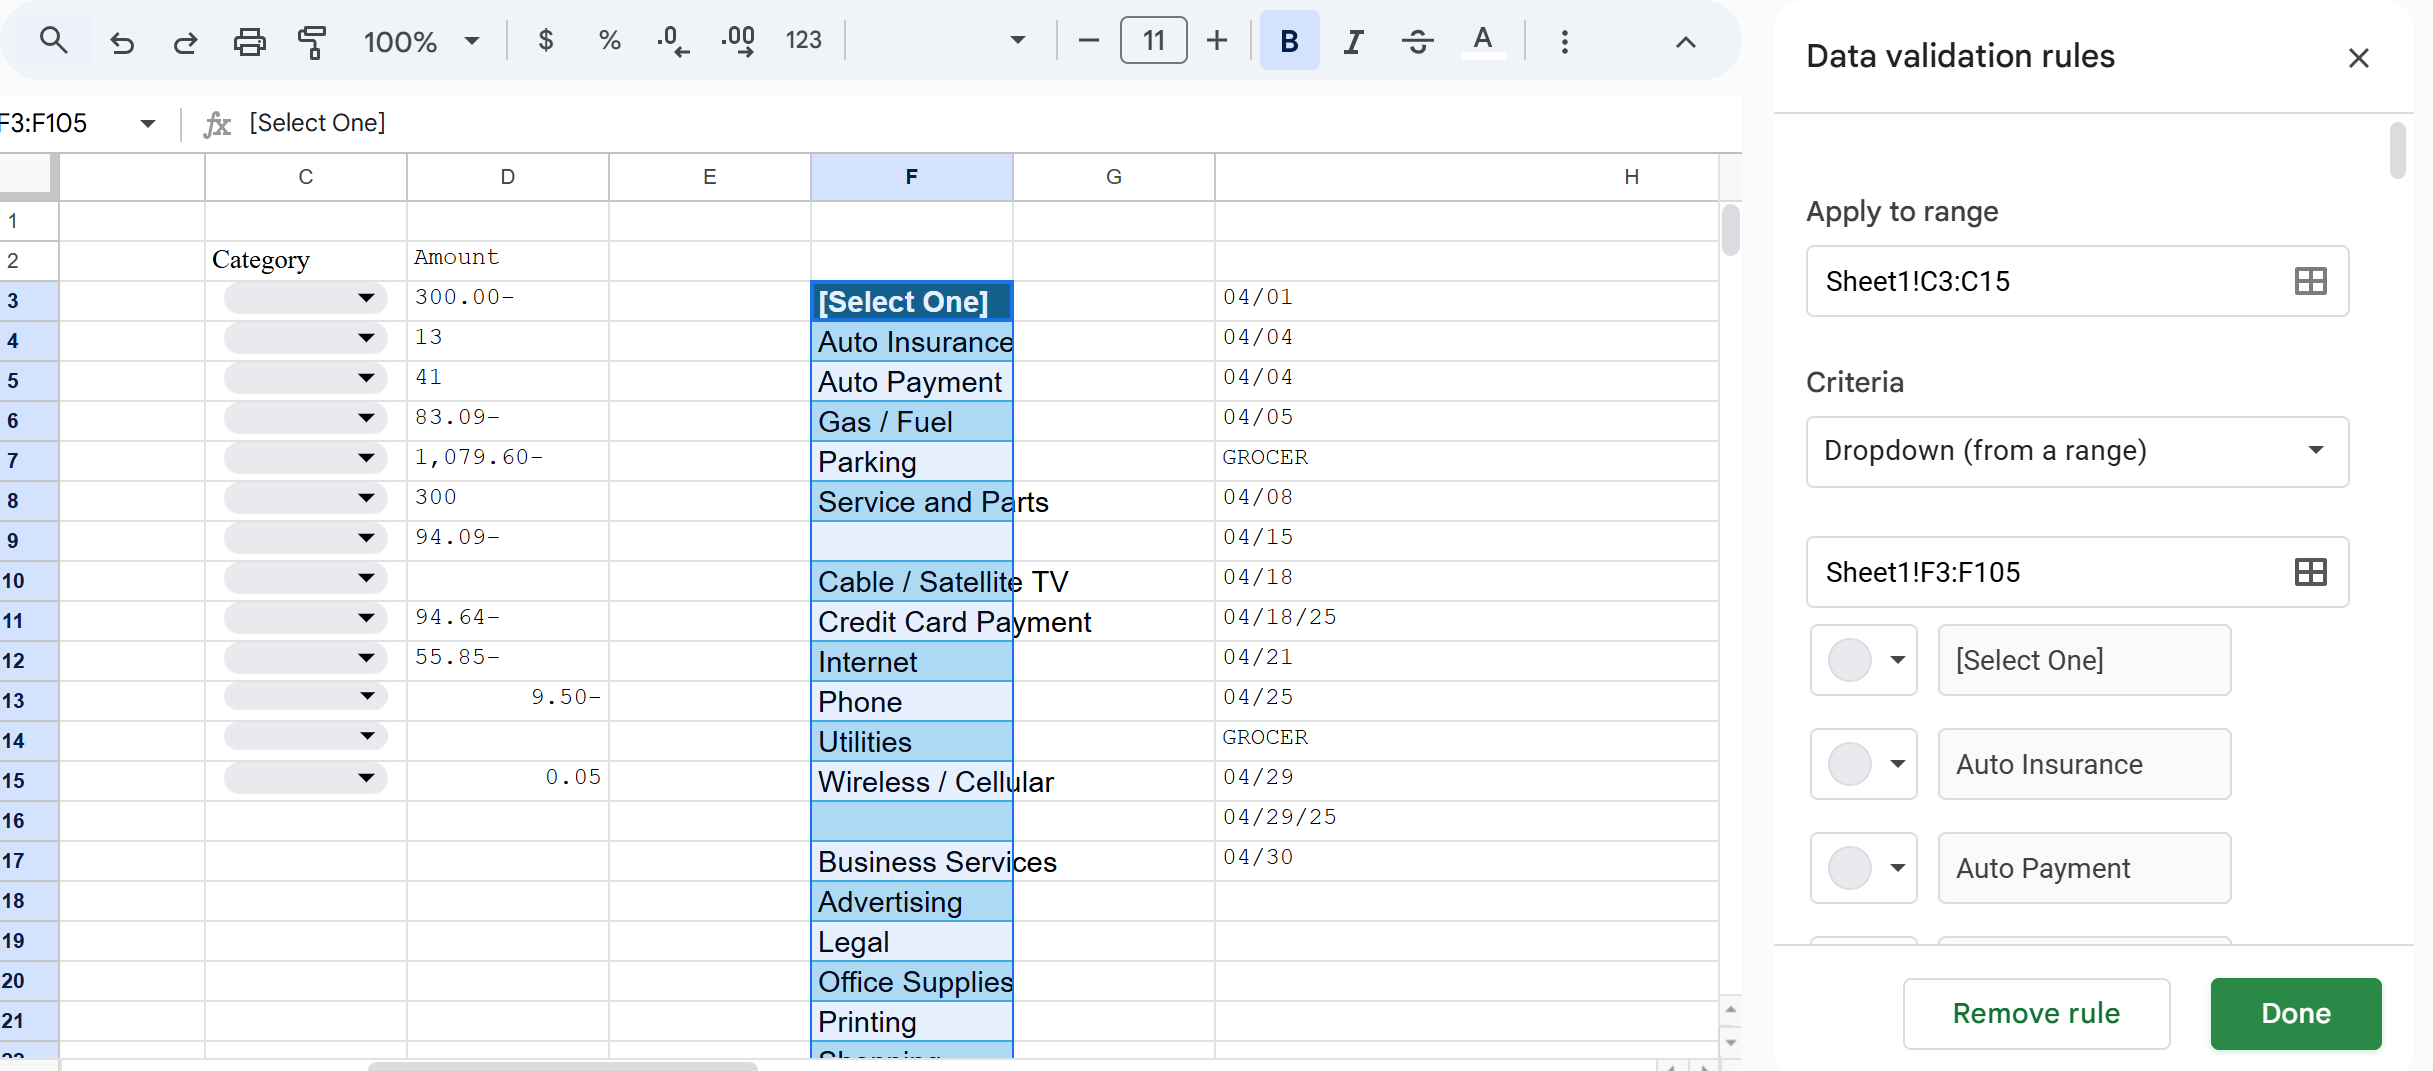 100% $ % .0 .00 123 11 B I A
F3:F105 [Select One]
C D E F G H
1
2 Category Amount
3 300.00- [Select One] 04/01
4 13 Auto Insurance 04/04
5 41 Auto Payment 04/04
6 83.09- Gas / Fuel 04/05
7 1,079.60- Parking GROCER
8 300 Service and Parts 04/08
9 94.09- 04/15
10 Cable / Satellite TV 04/18
11 94.64- Credit Card Payment 04/18/25
12 55.85- Internet 04/21
13 9.50- Phone 04/25
14 Utilities GROCER
15 0.05 Wireless / Cellular 04/29
16 04/29/25
17 Business Services 04/30
18 Advertising
19 Legal
20 Office Supplies
21 Printing
22 Shopping
Data validation rules
Apply to range
Sheet1!C3:C15
Criteria
Dropdown (from a range)
Sheet1!F3:F105
[Select One]
Auto Insurance
Auto Payment
Remove rule Done